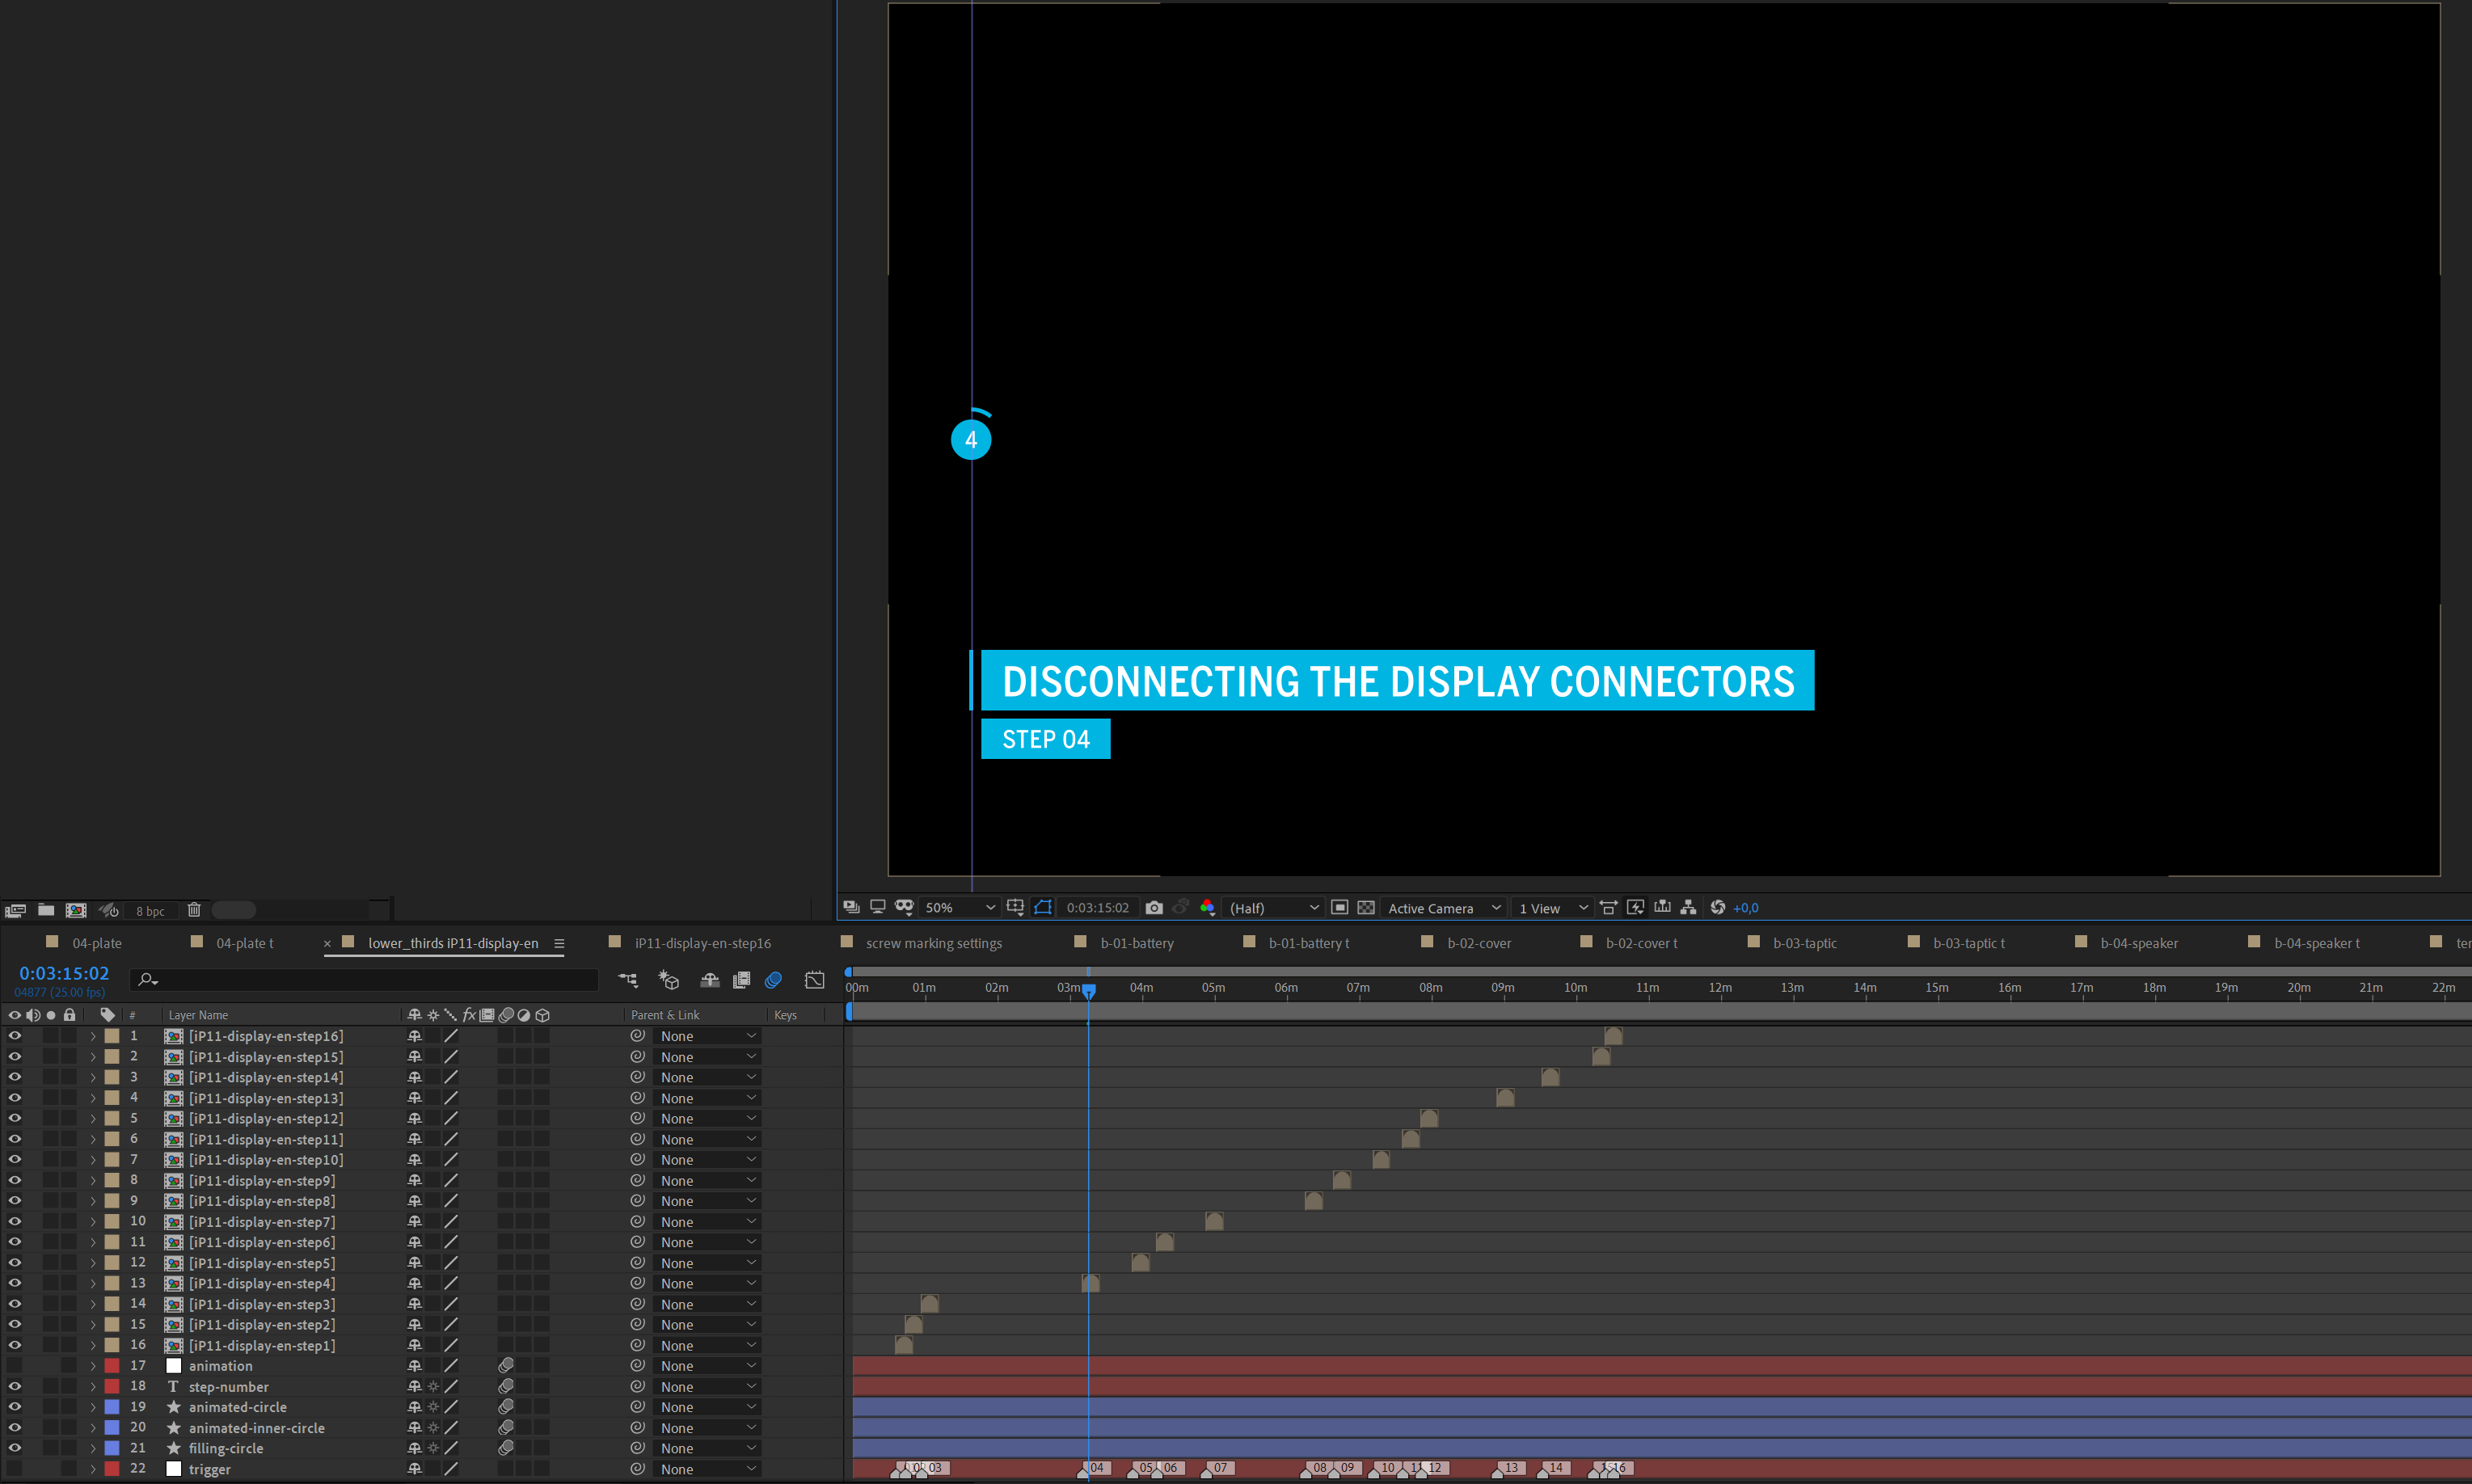 4
DISCONNECTING THE DISPLAY CONNECTORS
STEP 04
8 bpc
50%
0:03:15:02
(Half)
Active Camera
1 View
+0,0
04-plate
04-plate t
lower_thirds iP11-display-en
iP11-display-en-step16
screw marking settings
b-01-battery
b-01-battery t
b-02-cover
b-02-cover t
b-03-taptic
b-03-taptic t
b-04-speaker
b-04-speaker t
ter
0:03:15:02
04877 (25.00 fps)
00m 01m 02m 03m 04m 05m 06m 07m 08m 09m 10m 11m 12m 13m 14m 15m 16m 17m 18m 19m 20m 21m 22m
# Layer Name fx Parent & Link Keys
1 [iP11-display-en-step16] None
2 [iP11-display-en-step15] None
3 [iP11-display-en-step14] None
4 [iP11-display-en-step13] None
5 [iP11-display-en-step12] None
6 [iP11-display-en-step11] None
7 [iP11-display-en-step10] None
8 [iP11-display-en-step9] None
9 [iP11-display-en-step8] None
10 [iP11-display-en-step7] None
11 [iP11-display-en-step6] None
12 [iP11-display-en-step5] None
13 [iP11-display-en-step4] None
14 [iP11-display-en-step3] None
15 [iP11-display-en-step2] None
16 [iP11-display-en-step1] None
17 animation None
18 T step-number None
19 animated-circle None
20 animated-inner-circle None
21 filling-circle None
22 trigger None
03 04 05 06 07 08 09 10 12 13 14 16